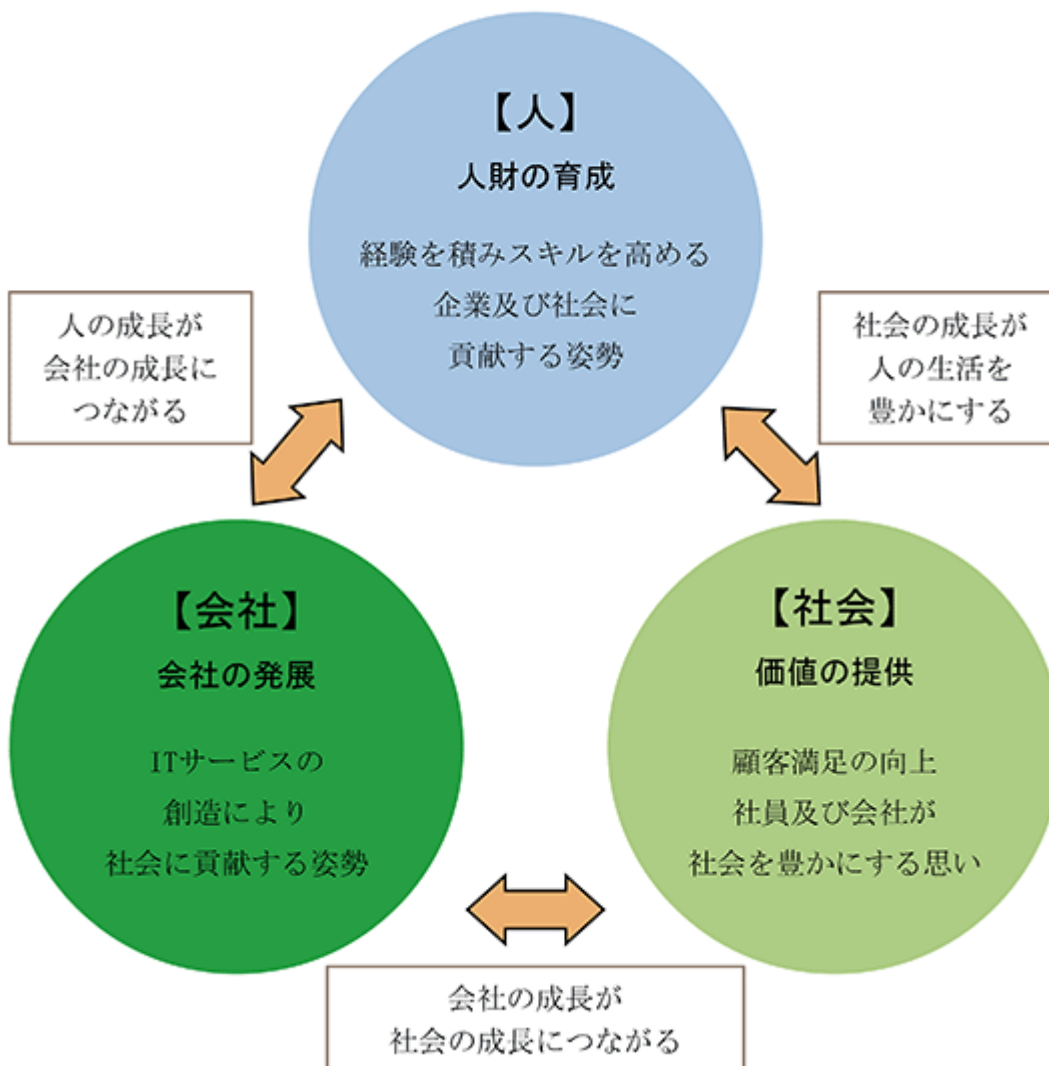 【人】
人財の育成
経験を積みスキルを高める
企業及び社会に
貢献する姿勢
人の成長が
会社の成長に
つながる
社会の成長が
人の生活を
豊かにする
【会社】
会社の発展
ITサービスの
創造により
社会に貢献する姿勢
【社会】
価値の提供
顧客満足の向上
社員及び会社が
社会を豊かにする思い
会社の成長が
社会の成長につながる